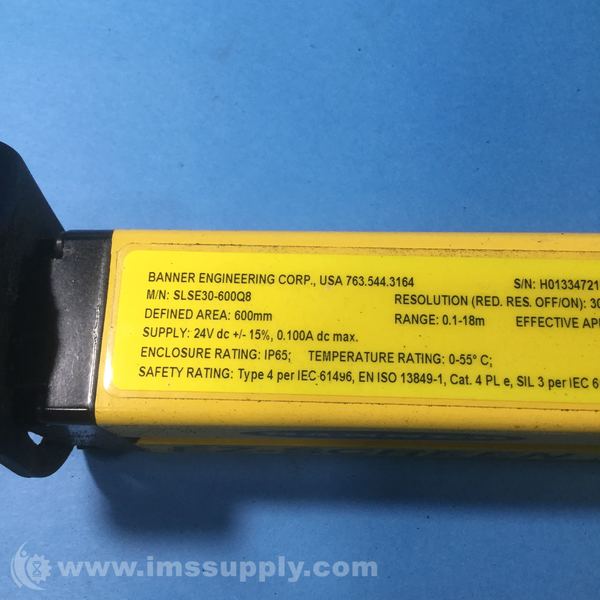 BANNER ENGINEERING CORP., USA 763.544.3164 S/N: H01334721
M/N: SLSE30-600Q8 RESOLUTION (RED. RES. OFF/ON): 30
DEFINED AREA: 600mm RANGE: 0.1-18m EFFECTIVE
SUPPLY: 24V dc +/- 15%, 0.100A dc max.
ENCLOSURE RATING: IP65; TEMPERATURE RATING: 0-55° C;
SAFETY RATING: Type 4 per IEC 61496, EN ISO 13849-1, Cat. 4 PL e, SIL 3 per IEC
www.imssupply.com